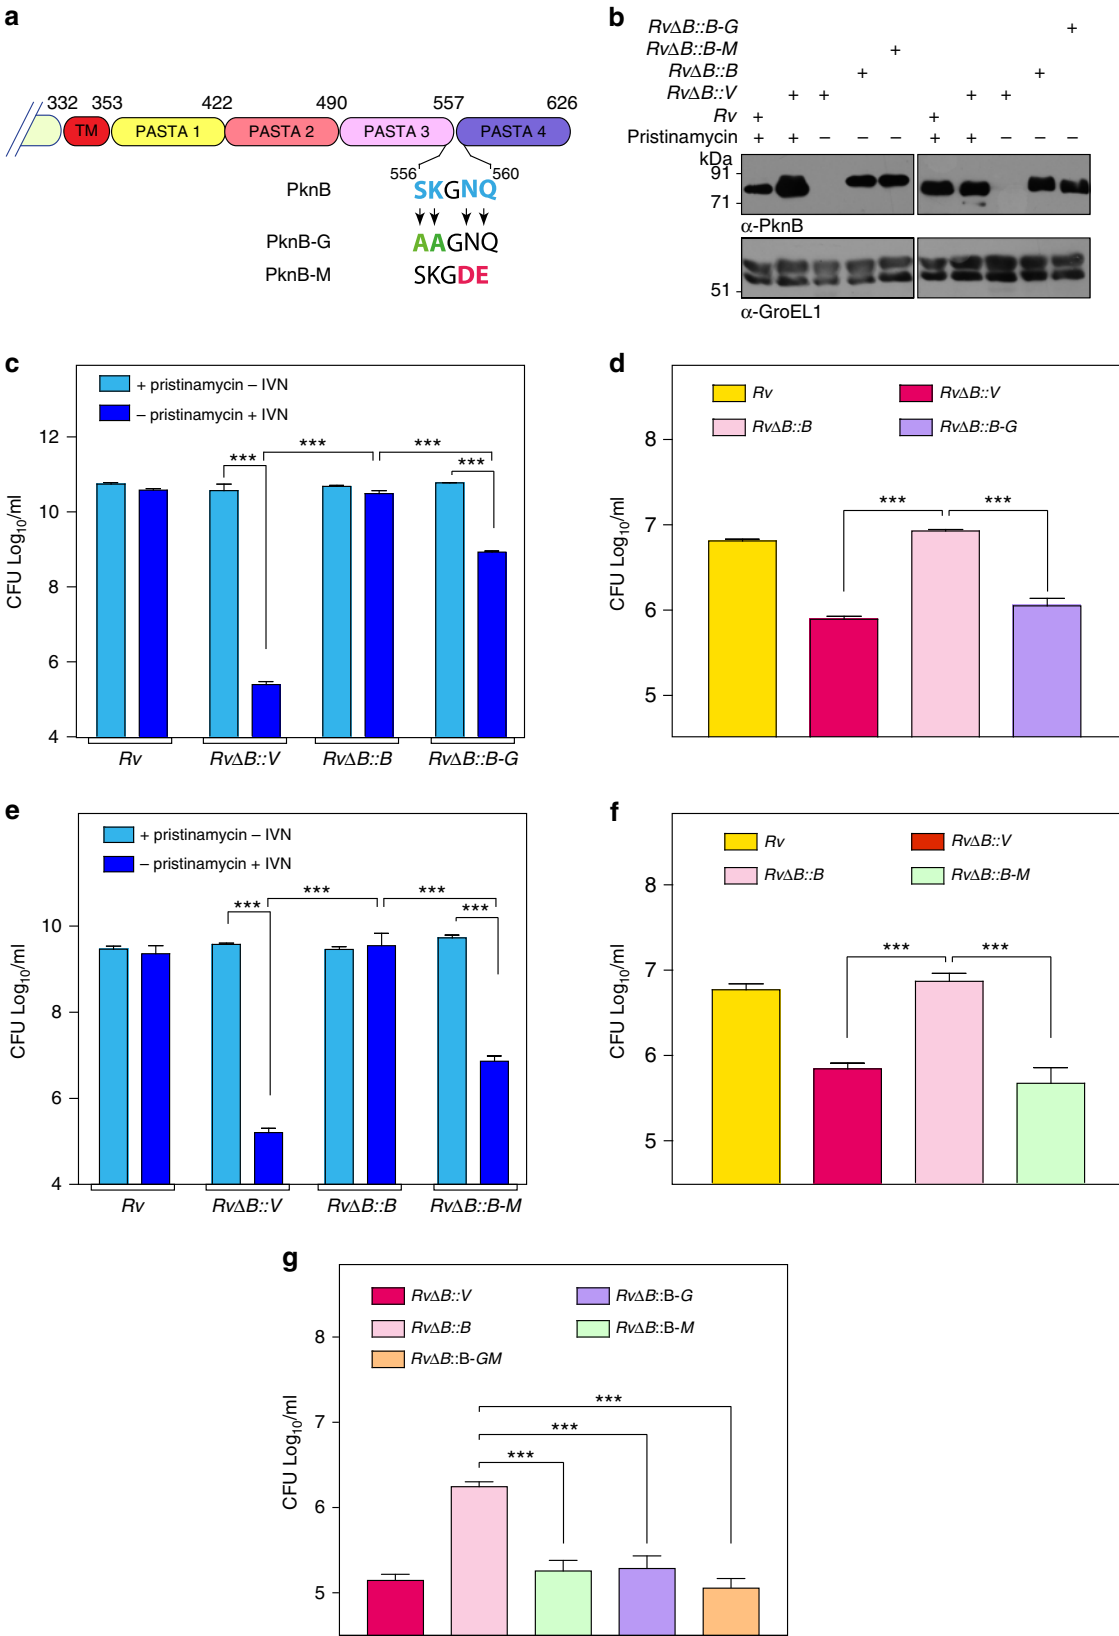 a
332 353 422 490 557 626
TM PASTA 1 PASTA 2 PASTA 3 PASTA 4
556 560
PknB SKGNQ
PknB-G AAGNQ
PknB-M SKGDE
b
RvΔB::B-G +
RvΔB::B-M +
RvΔB::B + +
RvΔB::V + + + +
Rv + +
Pristinamycin + + – – – + + – – –
kDa
91
71
α-PknB
51
α-GroEL1
c
+ pristinamycin – IVN
– pristinamycin + IVN
*** *** *** ***
CFU Log10/ml
12
10
8
6
4
Rv RvΔB::V RvΔB::B RvΔB::B-G
d
Rv RvΔB::V
RvΔB::B RvΔB::B-G
*** ***
CFU Log10/ml
8
7
6
5
e
+ pristinamycin – IVN
– pristinamycin + IVN
*** *** *** ***
CFU Log10/ml
10
8
6
4
Rv RvΔB::V RvΔB::B RvΔB::B-M
f
Rv RvΔB::V
RvΔB::B RvΔB::B-M
*** ***
CFU Log10/ml
8
7
6
5
g
RvΔB::V RvΔB::B-G
RvΔB::B RvΔB::B-M
RvΔB::B-GM
***
***
***
CFU Log10/ml
8
7
6
5